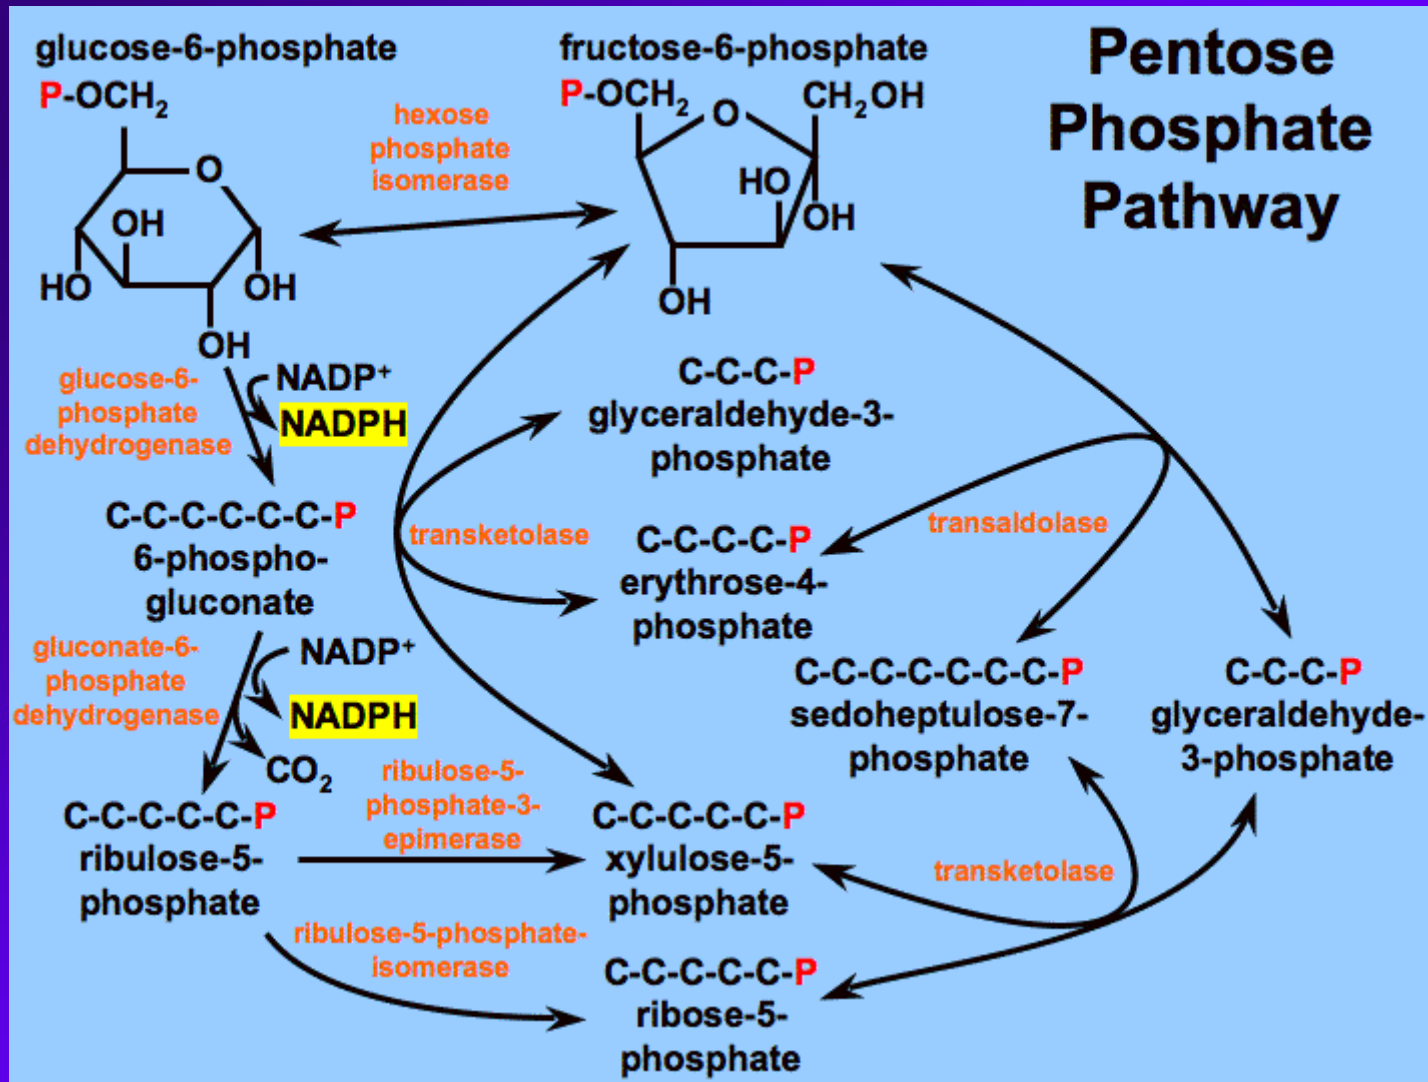 Pentose
Phosphate
Pathway
glucose-6-phosphate
P-OCH2
O
OH
HO
OH
OH
hexose
phosphate
isomerase
fructose-6-phosphate
P-OCH2
O
CH2OH
HO
OH
OH
glucose-6-
phosphate
dehydrogenase
NADP+
NADPH
C-C-C-C-C-C-P
6-phospho-
gluconate
gluconate-6-
phosphate
dehydrogenase
NADP+
NADPH
CO2
C-C-C-C-C-P
ribulose-5-
phosphate
ribulose-5-
phosphate-3-
epimerase
ribulose-5-phosphate-
isomerase
transketolase
C-C-C-P
glyceraldehyde-3-
phosphate
C-C-C-C-P
erythrose-4-
phosphate
transaldolase
C-C-C-C-C-C-C-P
sedoheptulose-7-
phosphate
C-C-C-P
glyceraldehyde-
3-phosphate
C-C-C-C-C-P
xylulose-5-
phosphate
transketolase
C-C-C-C-C-P
ribose-5-
phosphate